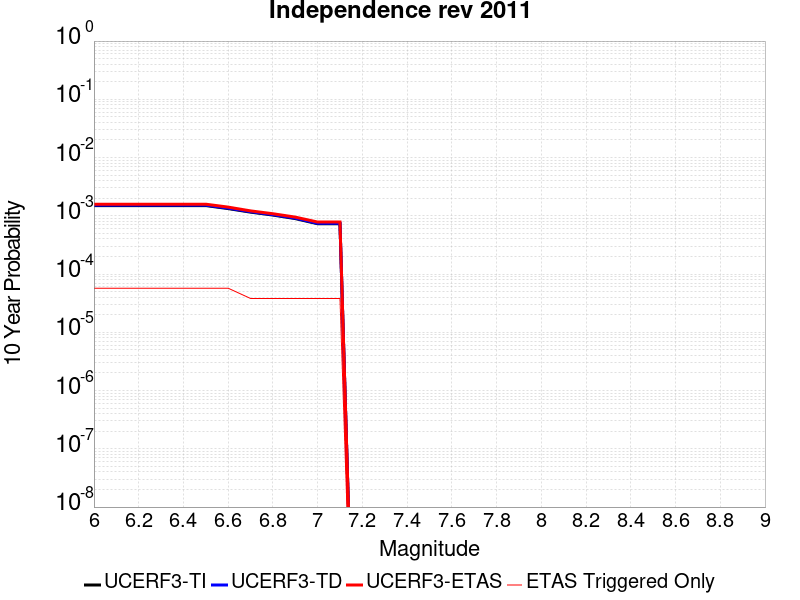 Independence rev 2011
10^0
10^-1
10^-2
10^-3
10^-4
10^-5
10^-6
10^-7
10^-8
10 Year Probability
6 6.2 6.4 6.6 6.8 7 7.2 7.4 7.6 7.8 8 8.2 8.4 8.6 8.8 9
Magnitude
UCERF3-TI UCERF3-TD UCERF3-ETAS ETAS Triggered Only